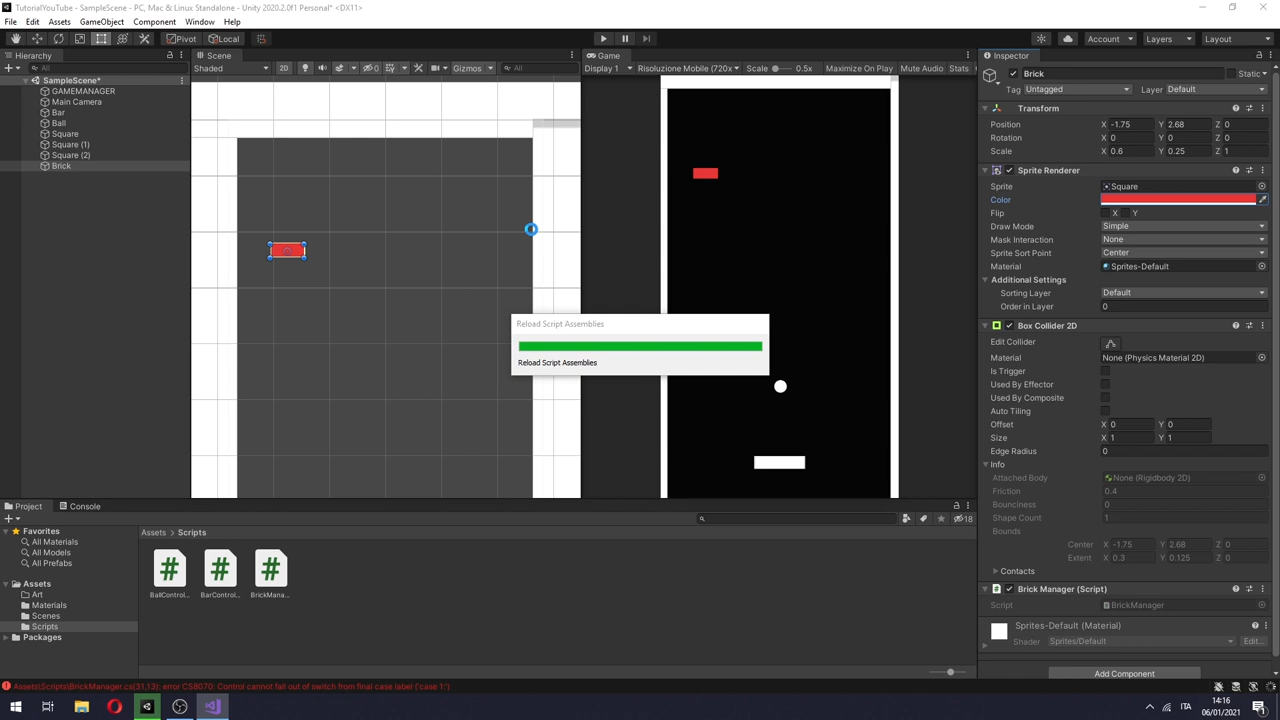 TutorialYouTube - SampleScene - PC, Mac & Linux Standalone - Unity 2020.2.0f1 Personal* <DX11>
File Edit Assets GameObject Component Window Help
Pivot Local Account Layers Layout
Hierarchy
All
SampleScene*
GAMEMANAGER
Main Camera
Bar
Ball
Square
Square (1)
Square (2)
Brick
Scene
Shaded 2D 0 Gizmos All
Game
Display 1 Risoluzione Mobile (720x Scale 0.5x Maximize On Play Mute Audio Stats
Reload Script Assemblies
Reload Script Assemblies
Inspector
Brick Static
Tag Untagged Layer Default
Transform
Position X -1.75 Y 2.68 Z 0
Rotation X 0 Y 0 Z 0
Scale X 0.6 Y 0.25 Z 1
Sprite Renderer
Sprite Square
Color
Flip X Y
Draw Mode Simple
Mask Interaction None
Sprite Sort Point Center
Material Sprites-Default
Additional Settings
Sorting Layer Default
Order in Layer 0
Box Collider 2D
Edit Collider
Material None (Physics Material 2D)
Is Trigger
Used By Effector
Used By Composite
Auto Tiling
Offset X 0 Y 0
Size X 1 Y 1
Edge Radius 0
Info
Attached Body None (Rigidbody 2D)
Friction 0.4
Bounciness 0
Shape Count 1
Bounds
Center X -1.75 Y 2.68 Z 0
Extent X 0.3 Y 0.125 Z 0
Contacts
Brick Manager (Script)
Script BrickManager
Sprites-Default (Material)
Shader Sprites/Default Edit...
Add Component
Project Console
18
Favorites
All Materials
All Models
All Prefabs
Assets
Art
Materials
Scenes
Scripts
Packages
Assets > Scripts
BallControl... BarControl... BrickMana...
Assets\Scripts\BrickManager.cs(31,13): error CS8070: Control cannot fall out of switch from final case label ('case 1:')
ITA 14:16
06/01/2021
1